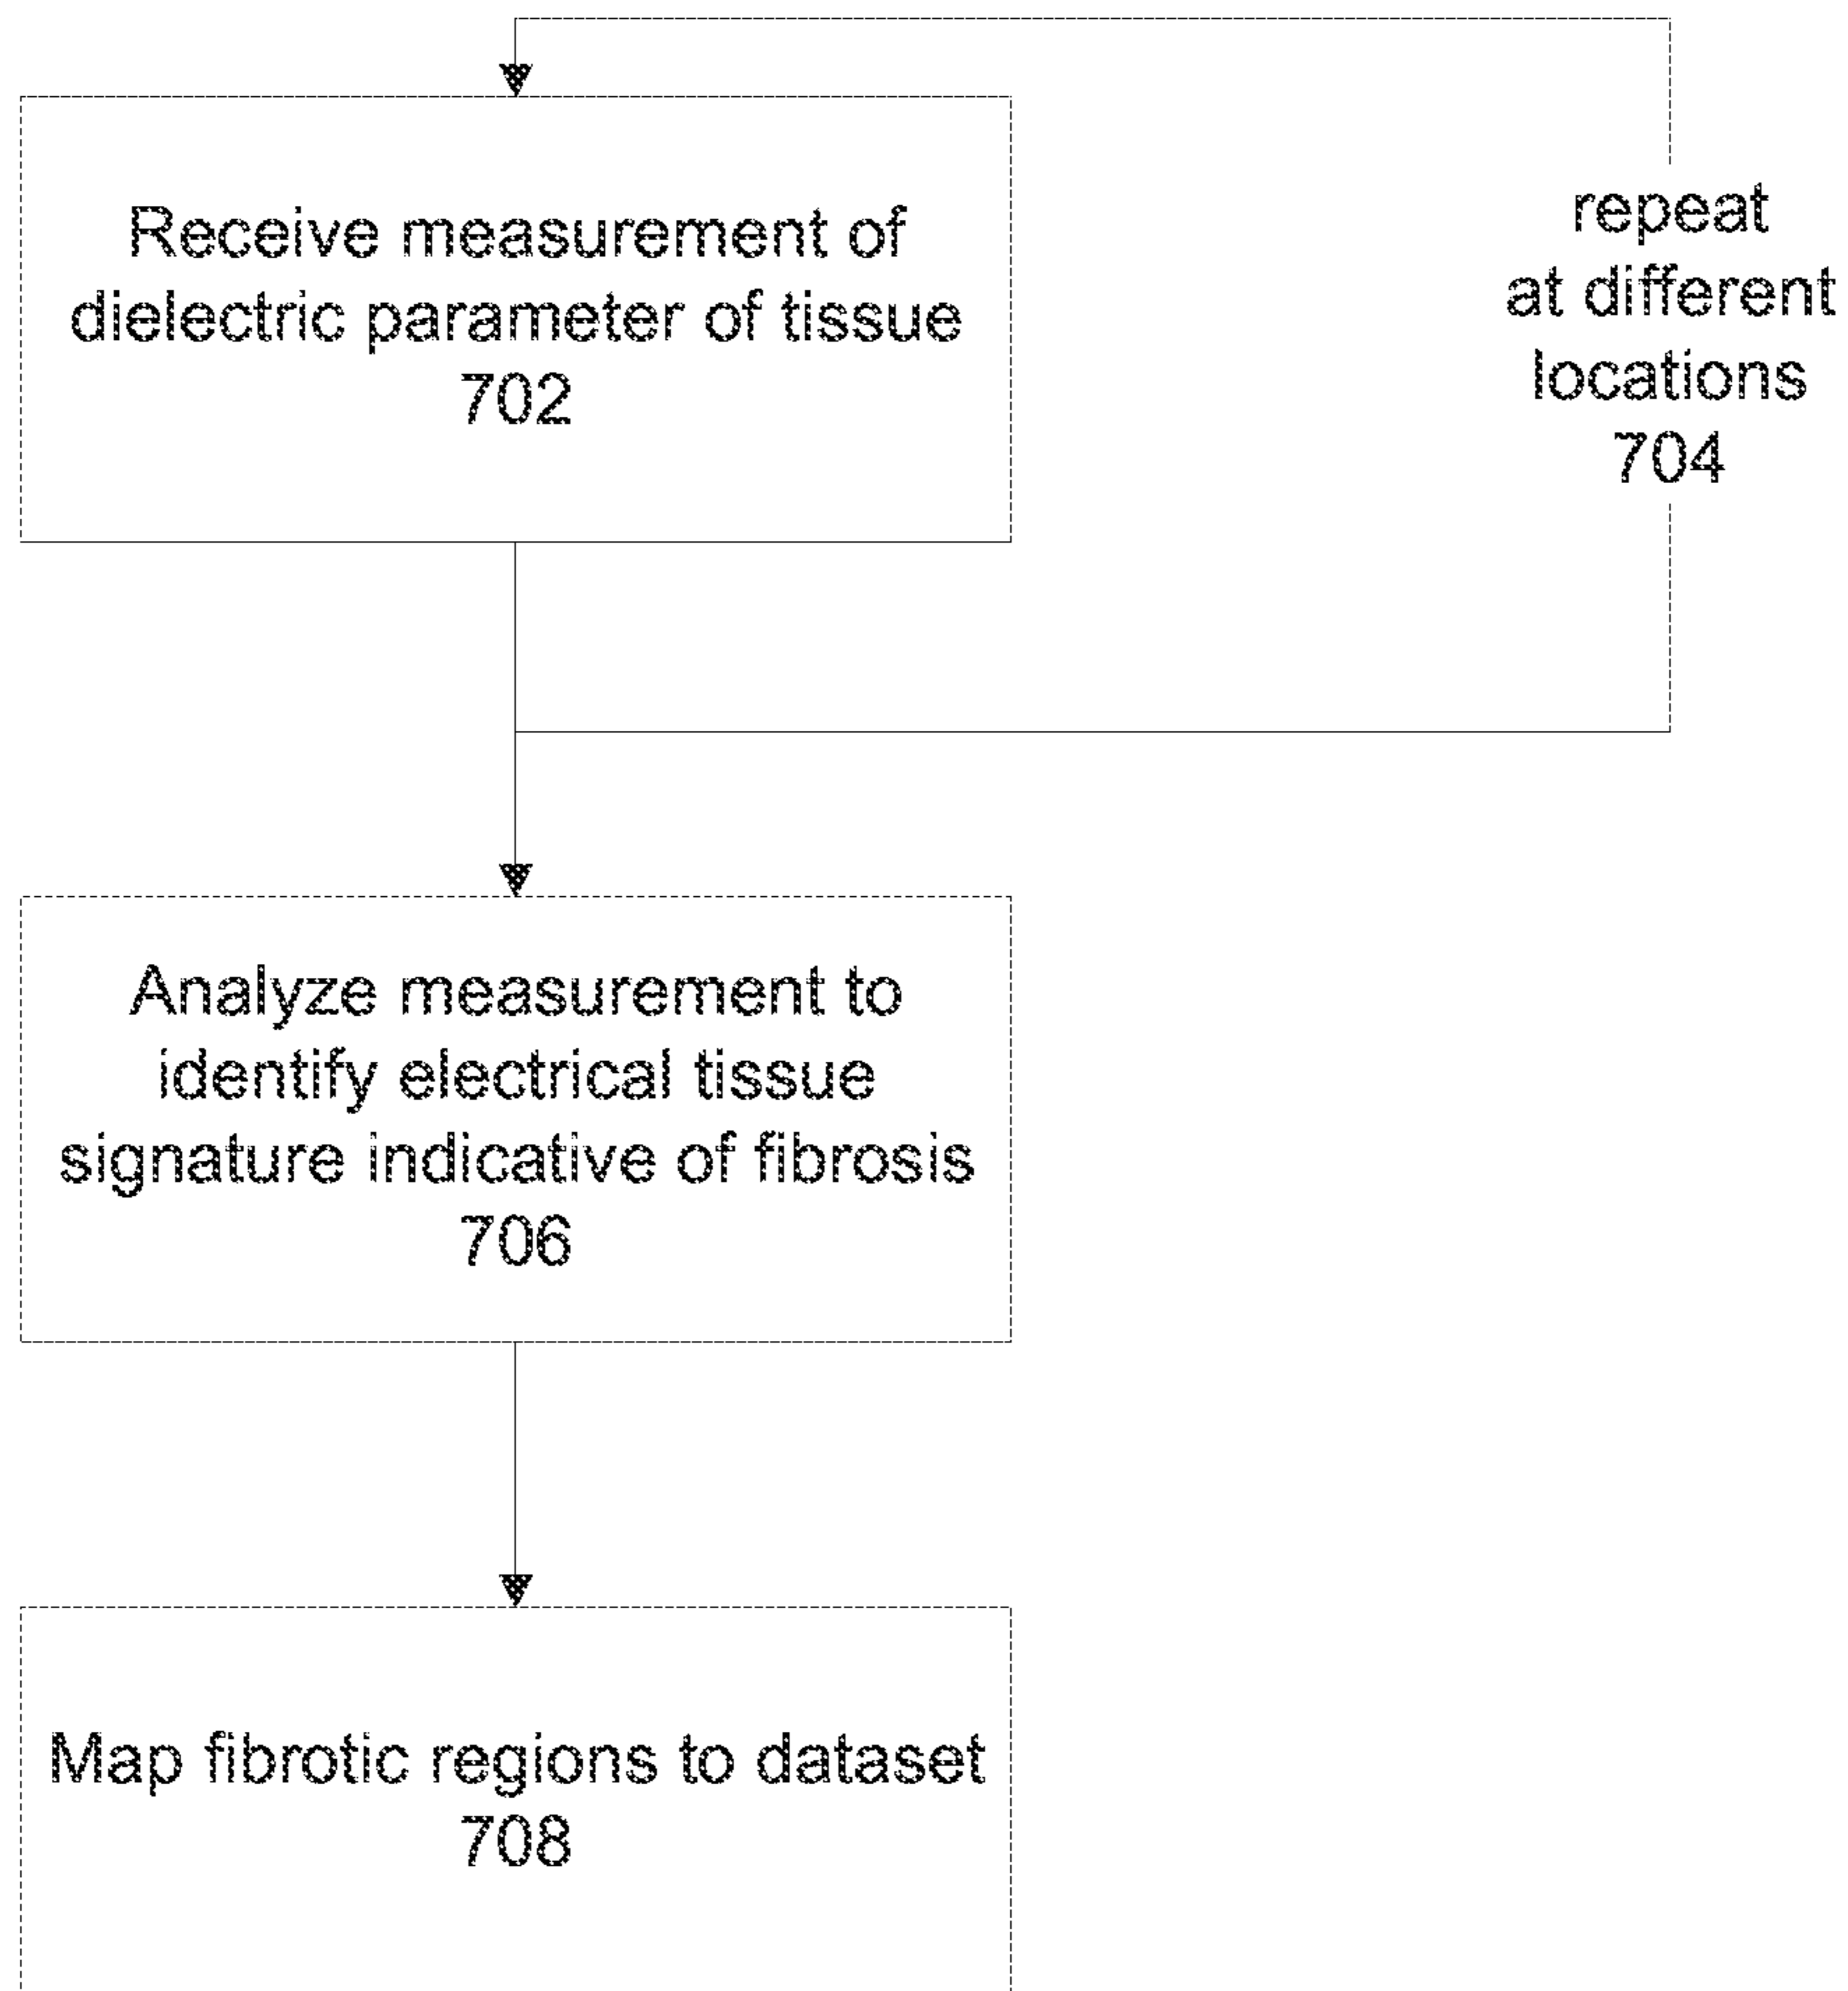 Receive measurement of
dielectric parameter of tissue
702
repeat
at different
locations
704
Analyze measurement to
identify electrical tissue
signature indicative of fibrosis
706
Map fibrotic regions to dataset
708